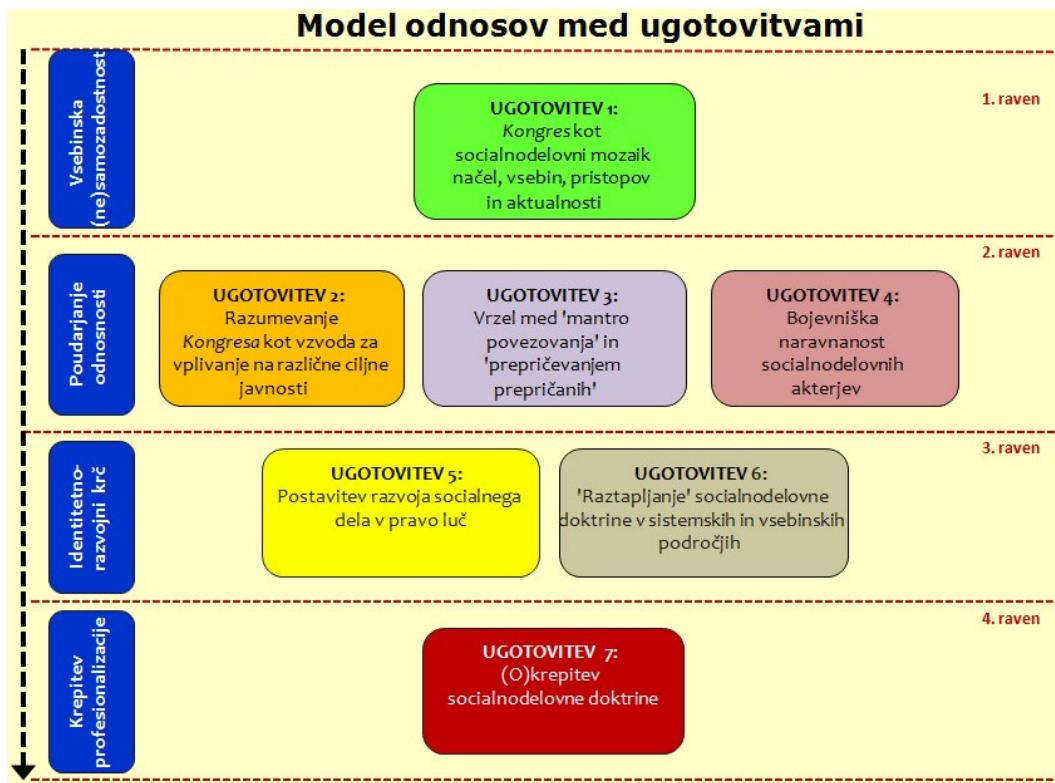 Model odnosov med ugotovitvami
Vsebinska
(ne)samozadostnost
1. raven
UGOTOVITEV 1:
Kongres kot
socialnodelovni mozaik
načel, vsebin, pristopov
in aktualnosti
2. raven
Poudarjanje
odnosnosti
UGOTOVITEV 2:
Razumevanje
Kongresa kot vzvoda za
vplivanje na različne ciljne
javnosti
UGOTOVITEV 3:
Vrzel med 'mantro
povezovanja' in
'prepričevanjem
prepričanih'
UGOTOVITEV 4:
Bojevniška
naravnanost
socialnodelovnih
akterjev
3. raven
Identitetno-
razvojni krč
UGOTOVITEV 5:
Postavitev razvoja socialnega
dela v pravo luč
UGOTOVITEV 6:
'Raztapljanje' socialnodelovne
doktrine v sistemskih in vsebinskih
področjih
4. raven
Krepitev
profesionalizacije
UGOTOVITEV 7:
(O)krepitev
socialnodelovne doktrine